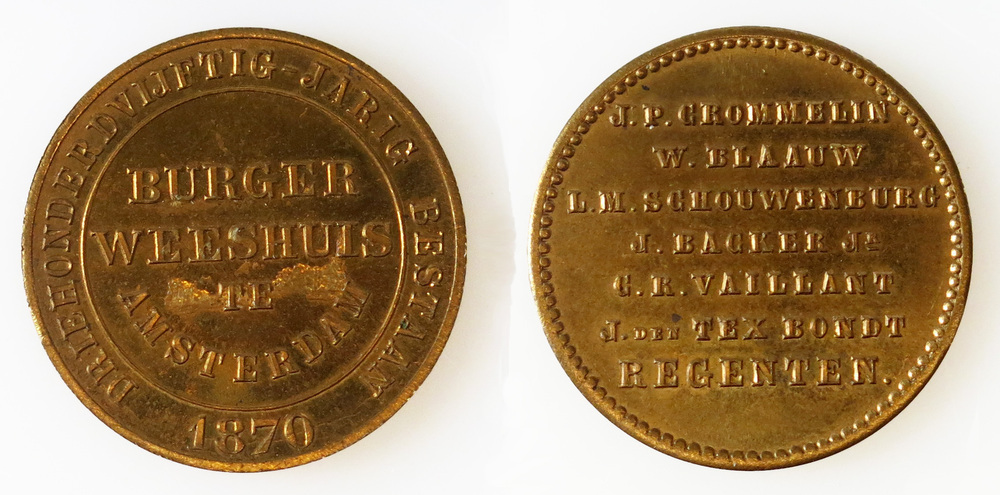 DRIEHONDERDVIJFTIG-JARIG BESTAAN
BURGER
WEESHUIS
TE
AMSTERDAM
1870
J.P. CROMMELIN
W. BLAAUW
L.M. SCHOUWENBURG
J. BACKER JR
C.R. VAILLANT
J. DEN TEX BONDT
REGENTEN.